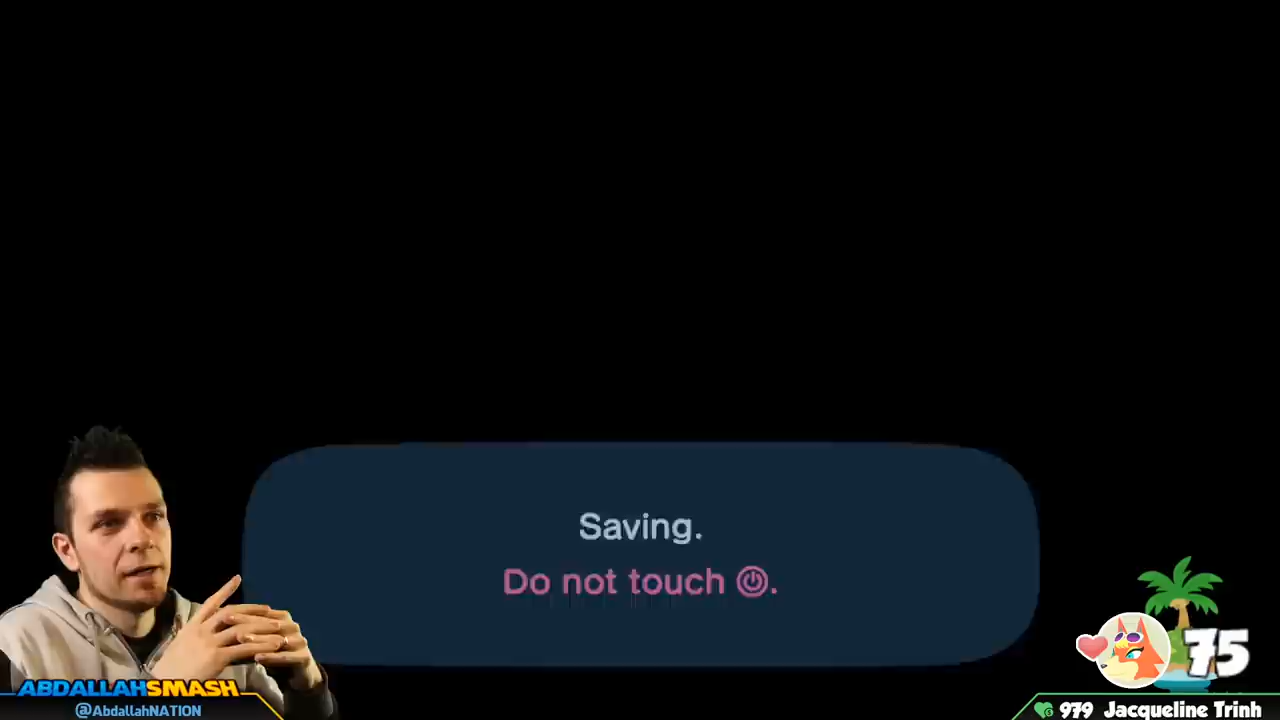 Saving.
Do not touch ⏻.
75
ABDALLAHSMASH
@AbdallahNATION
979 Jacqueline Trinh